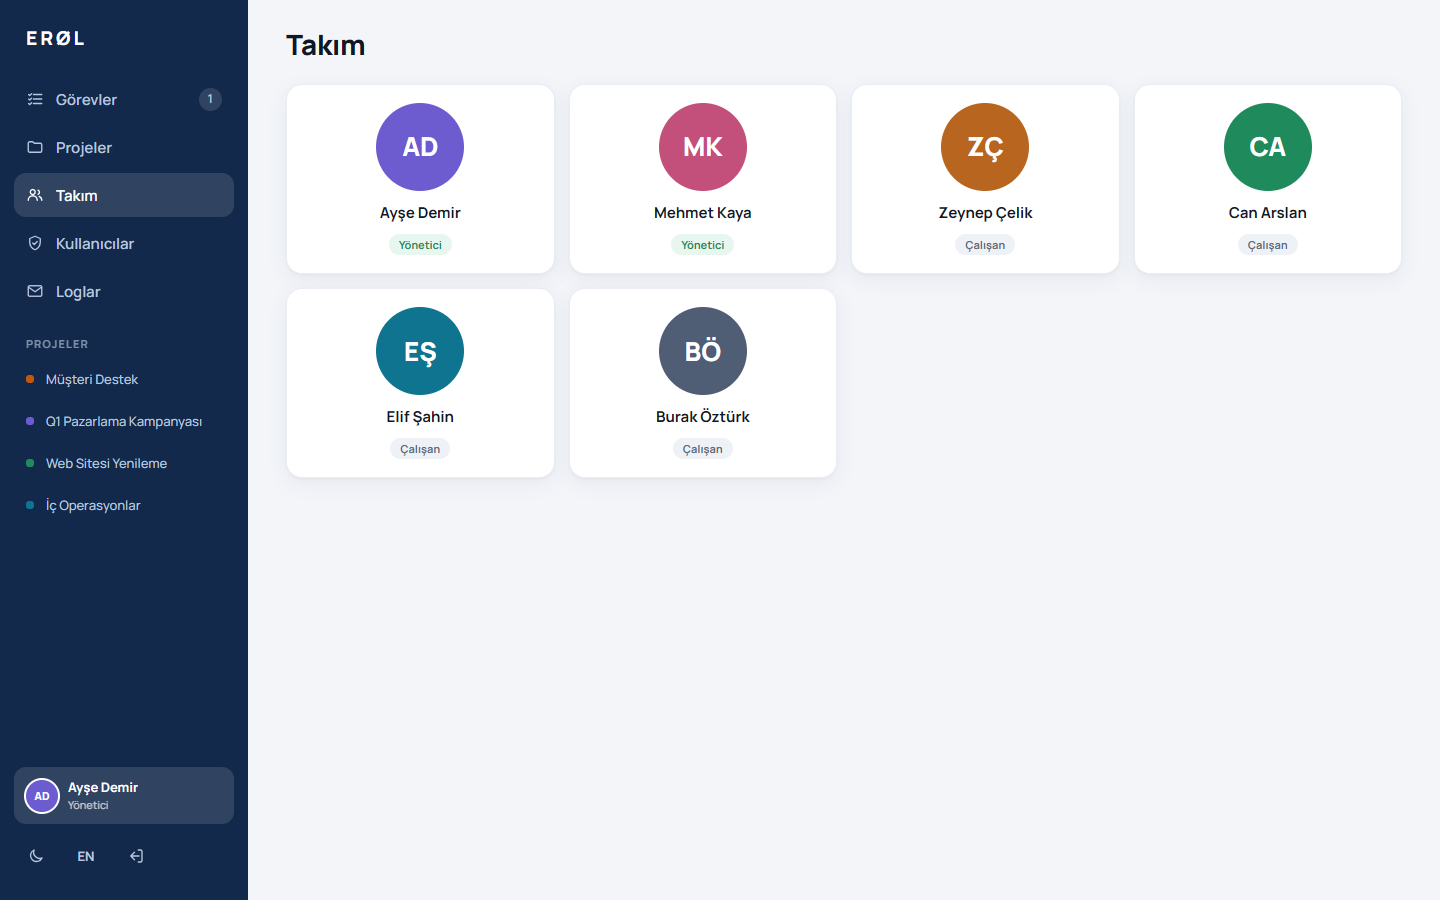 ERØL
Görevler 1
Projeler
Takım
Kullanıcılar
Loglar
PROJELER
Müşteri Destek
Q1 Pazarlama Kampanyası
Web Sitesi Yenileme
İç Operasyonlar
AD
Ayşe Demir
Yönetici
EN
Takım
AD
Ayşe Demir
Yönetici
MK
Mehmet Kaya
Yönetici
ZÇ
Zeynep Çelik
Çalışan
CA
Can Arslan
Çalışan
EŞ
Elif Şahin
Çalışan
BÖ
Burak Öztürk
Çalışan